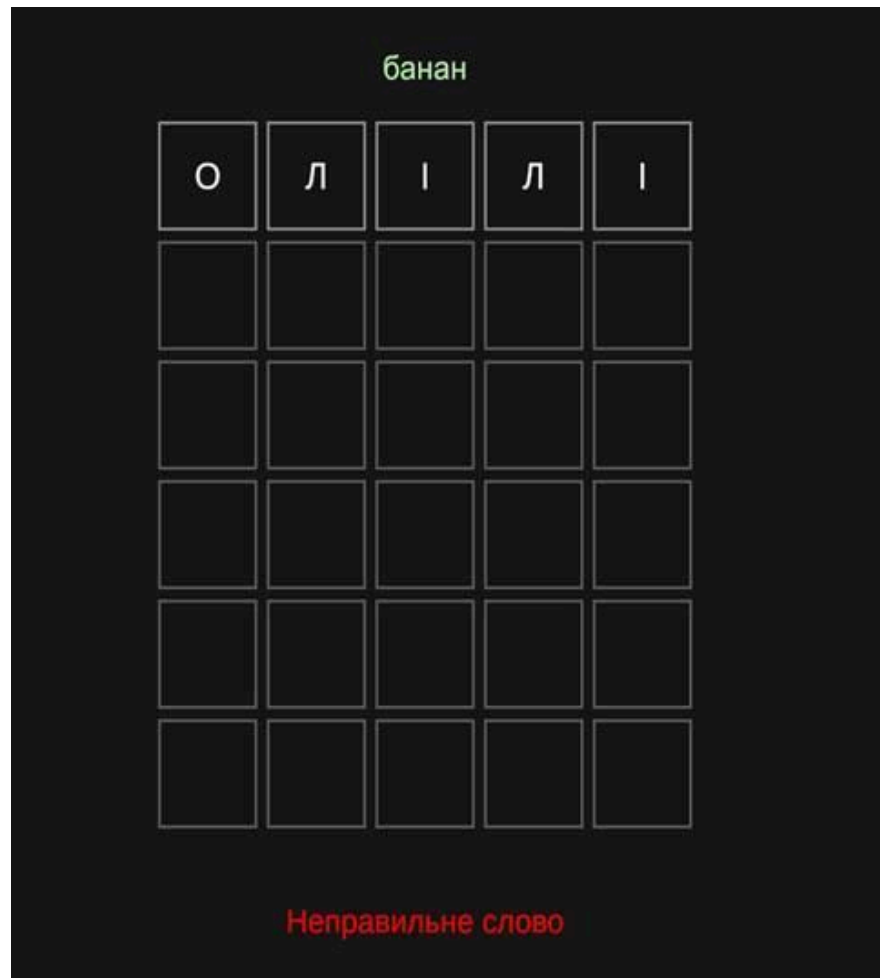 банан
О Л І Л І
Неправильне слово